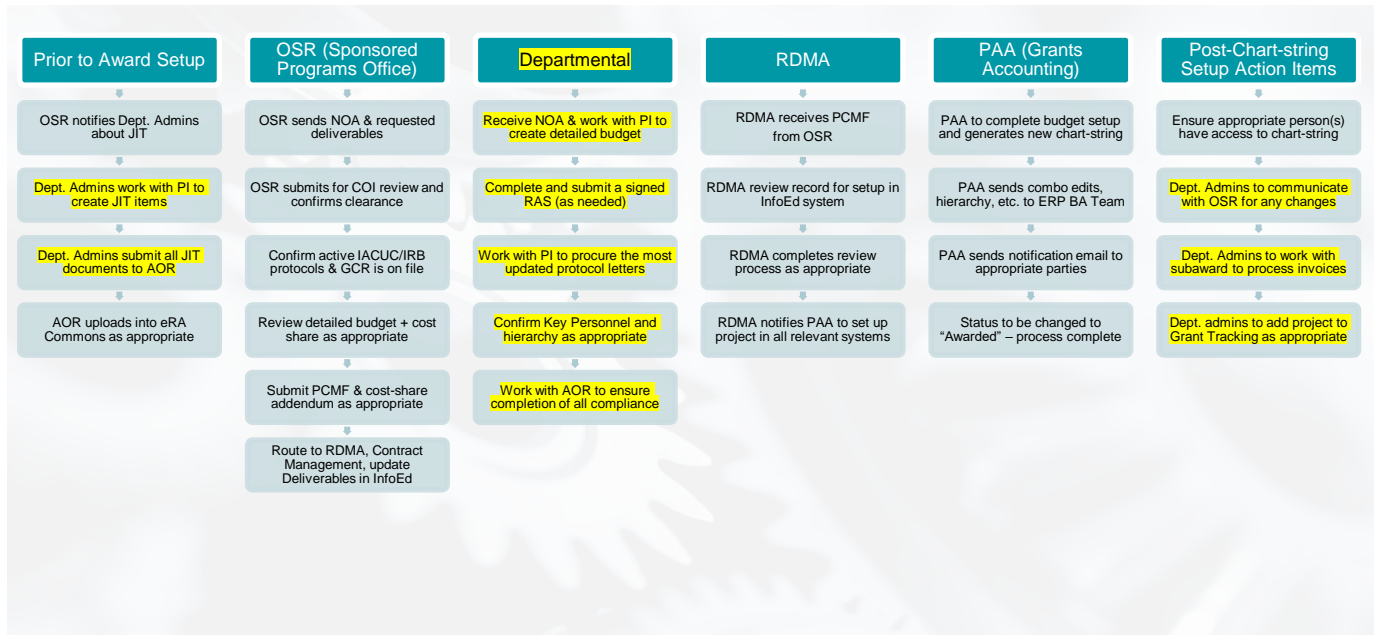 Prior to Award Setup
OSR notifies Dept. Admins
about JIT
Dept. Admins work with PI to
create JIT items
Dept. Admins submit all JIT
documents to AOR
AOR uploads into eRA
Commons as appropriate
OSR (Sponsored
Programs Office)
OSR sends NOA & requested
deliverables
OSR submits for COI review and
confirms clearance
Confirm active IACUC/IRB
protocols & GCR is on file
Review detailed budget + cost
share as appropriate
Submit PCMF & cost-share
addendum as appropriate
Route to RDMA, Contract
Management, update
Deliverables in InfoEd
Departmental
Receive NOA & work with PI to
create detailed budget
Complete and submit a signed
RAS (as needed)
Work with PI to procure the most
updated protocol letters
Confirm Key Personnel and
hierarchy as appropriate
Work with AOR to ensure
completion of all compliance
RDMA
RDMA receives PCMF
from OSR
RDMA review record for setup in
InfoEd system
RDMA completes review
process as appropriate
RDMA notifies PAA to set up
project in all relevant systems
PAA (Grants
Accounting)
PAA to complete budget setup
and generates new chart-string
PAA sends combo edits,
hierarchy, etc. to ERP BA Team
PAA sends notification email to
appropriate parties
Status to be changed to
“Awarded” – process complete
Post-Chart-string
Setup Action Items
Ensure appropriate person(s)
have access to chart-string
Dept. Admins to communicate
with OSR for any changes
Dept. Admins to work with
subaward to process invoices
Dept. admins to add project to
Grant Tracking as appropriate